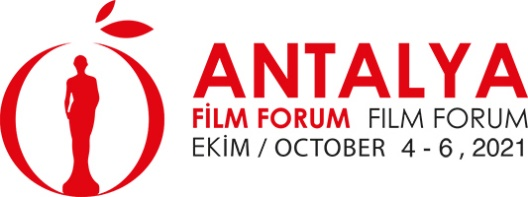 ANTALYA
FİLM FORUM FILM FORUM
EKİM / OCTOBER 4 - 6, 2021